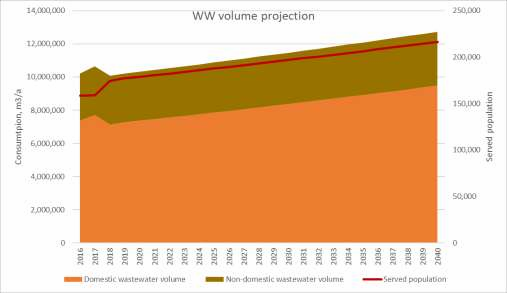 WW volume projection
14,000,000
12,000,000
10,000,000
8,000,000
6,000,000
4,000,000
2,000,000
0
Consumtpion, m3/a
250,000
200,000
150,000
100,000
50,000
0
Served population
2016 2017 2018 2019 2020 2021 2022 2023 2024 2025 2026 2027 2028 2029 2030 2031 2032 2033 2034 2035 2036 2037 2038 2039 2040
Domestic wastewater volume Non-domestic wastewater volume Served population